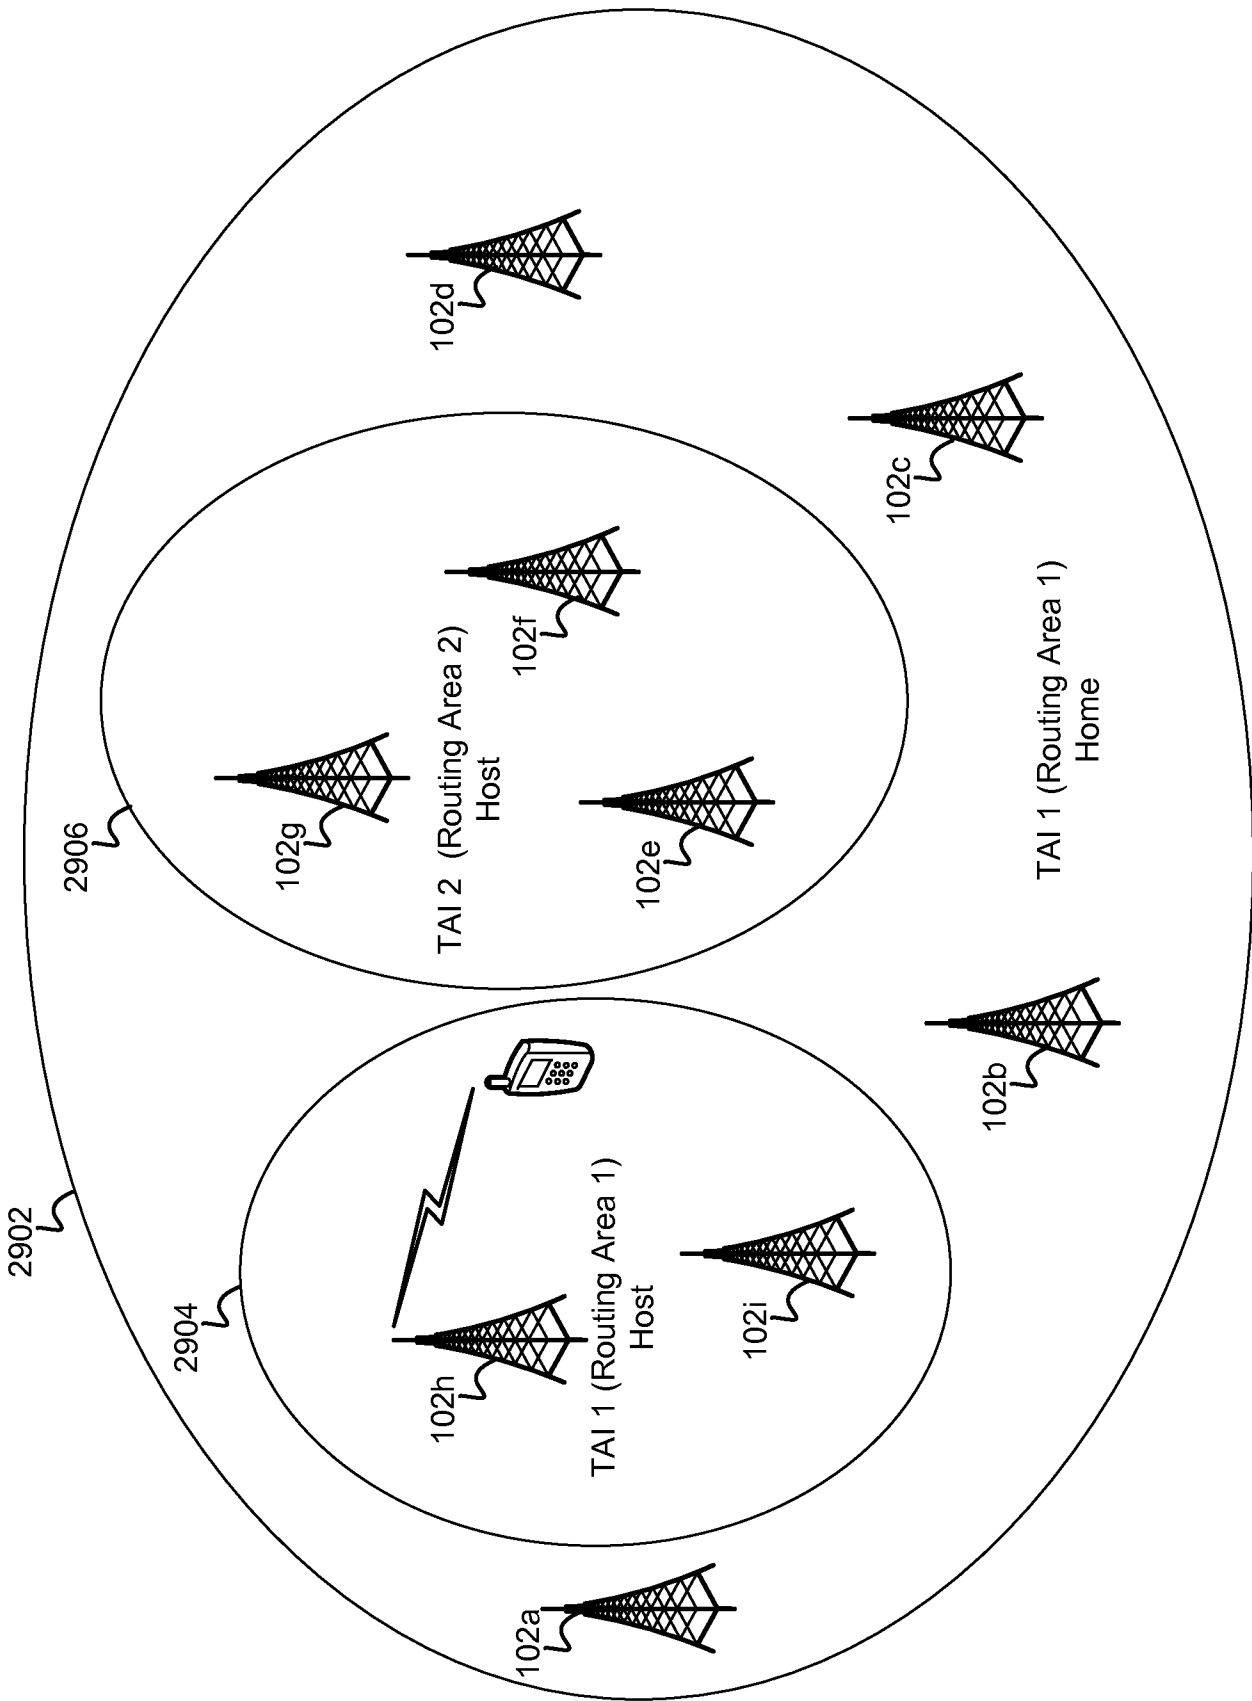 2902
2906
2904
102g
102h
102d
TAI 2 (Routing Area 2)
Host
102a
102f
TAI 1 (Routing Area 1)
Host
102e
102i
102c
102b
TAI 1 (Routing Area 1)
Home